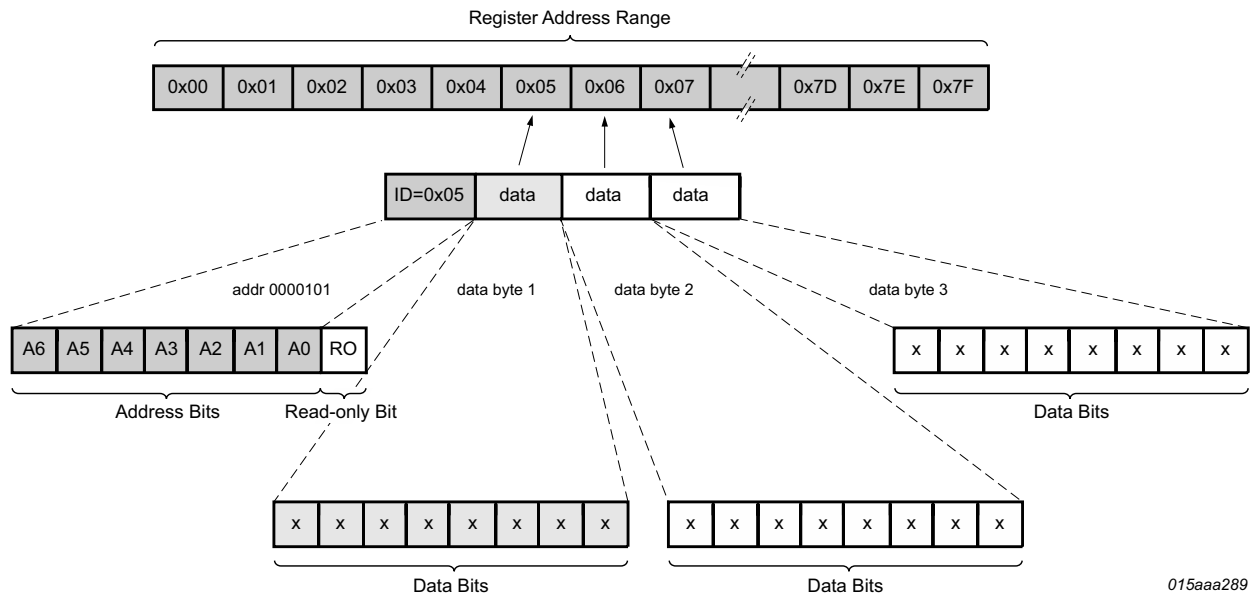 Register Address Range
0x00 0x01 0x02 0x03 0x04 0x05 0x06 0x07 0x7D 0x7E 0x7F
ID=0x05 data data data
addr 0000101 data byte 1 data byte 2 data byte 3
A6 A5 A4 A3 A2 A1 A0 RO x x x x x x x x
Address Bits Read-only Bit Data Bits
x x x x x x x x x x x x x x x x
Data Bits Data Bits
015aaa289